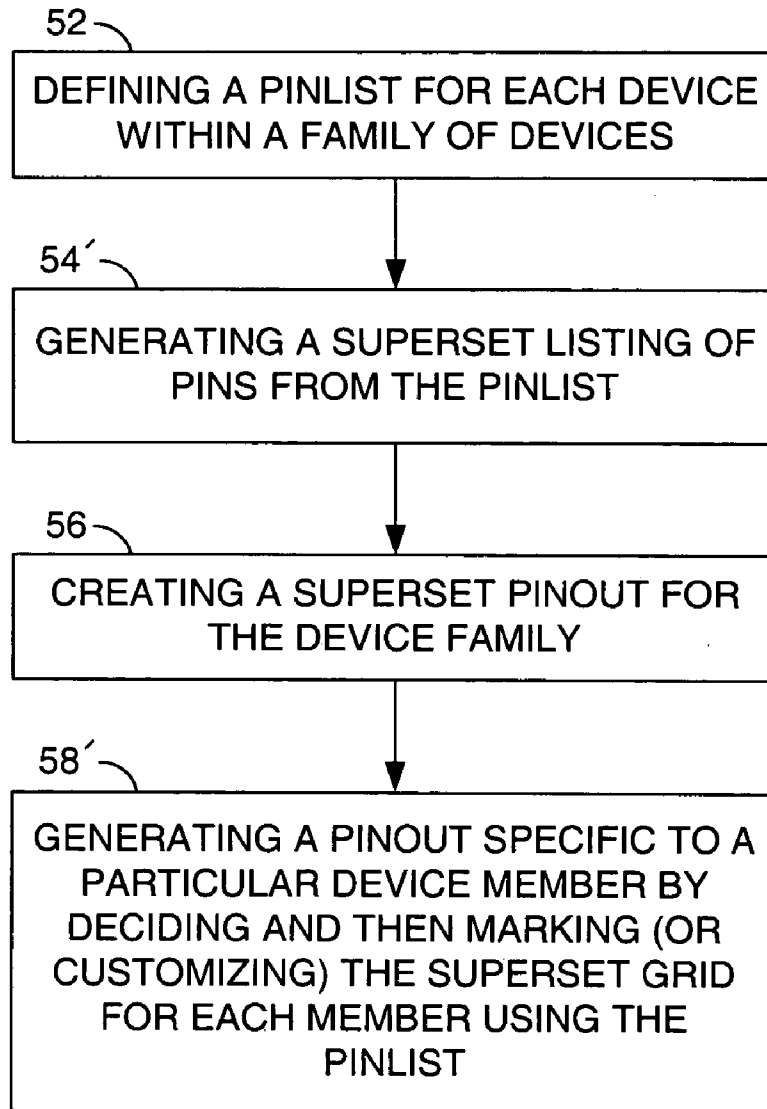 52
DEFINING A PINLIST FOR EACH DEVICE
WITHIN A FAMILY OF DEVICES
54´
GENERATING A SUPERSET LISTING OF
PINS FROM THE PINLIST
56
CREATING A SUPERSET PINOUT FOR
THE DEVICE FAMILY
58´
GENERATING A PINOUT SPECIFIC TO A
PARTICULAR DEVICE MEMBER BY
DECIDING AND THEN MARKING (OR
CUSTOMIZING) THE SUPERSET GRID
FOR EACH MEMBER USING THE
PINLIST